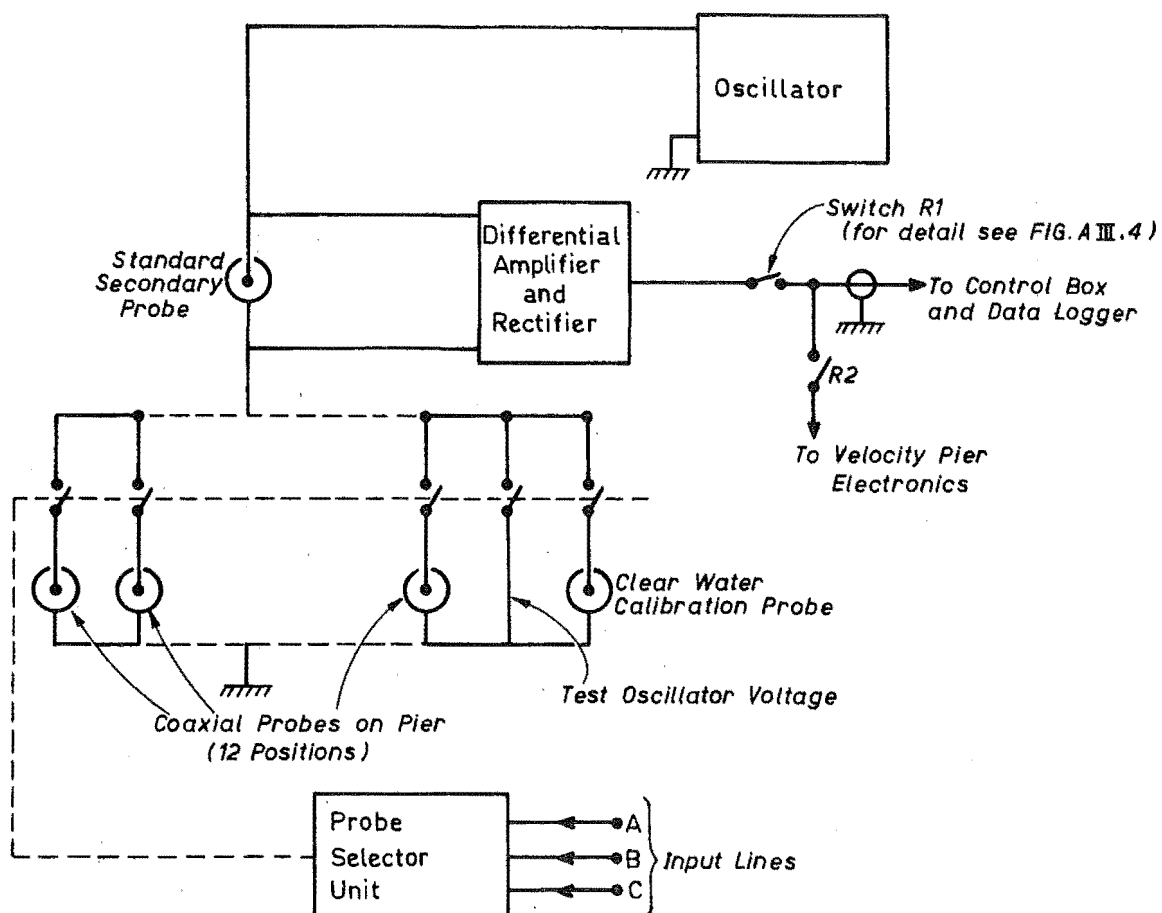 Oscillator
Switch R1
(for detail see FIG. A III. 4)
Differential
Amplifier
and
Rectifier
Standard
Secondary
Probe
To Control Box
and Data Logger
R2
To Velocity Pier
Electronics
Clear Water
Calibration Probe
Test Oscillator Voltage
Coaxial Probes on Pier
(12 Positions)
Probe
Selector
Unit
A
B
C
Input Lines